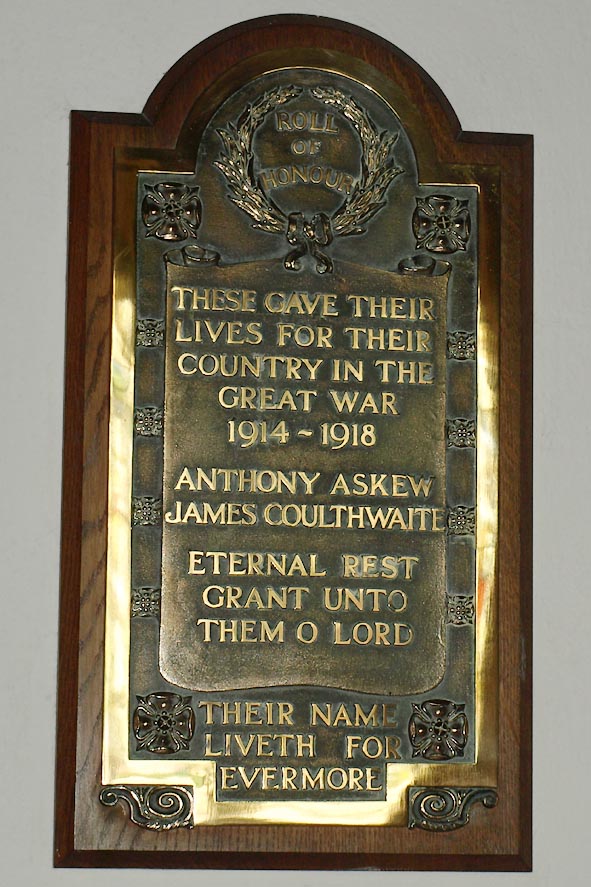 ROLL
OF
HONOUR
THESE GAVE THEIR
LIVES FOR THEIR
COUNTRY IN THE
GREAT WAR
1914 ~ 1918
ANTHONY ASKEW
JAMES COULTHWAITE
ETERNAL REST
GRANT UNTO
THEM O LORD
THEIR NAME
LIVETH FOR
EVERMORE